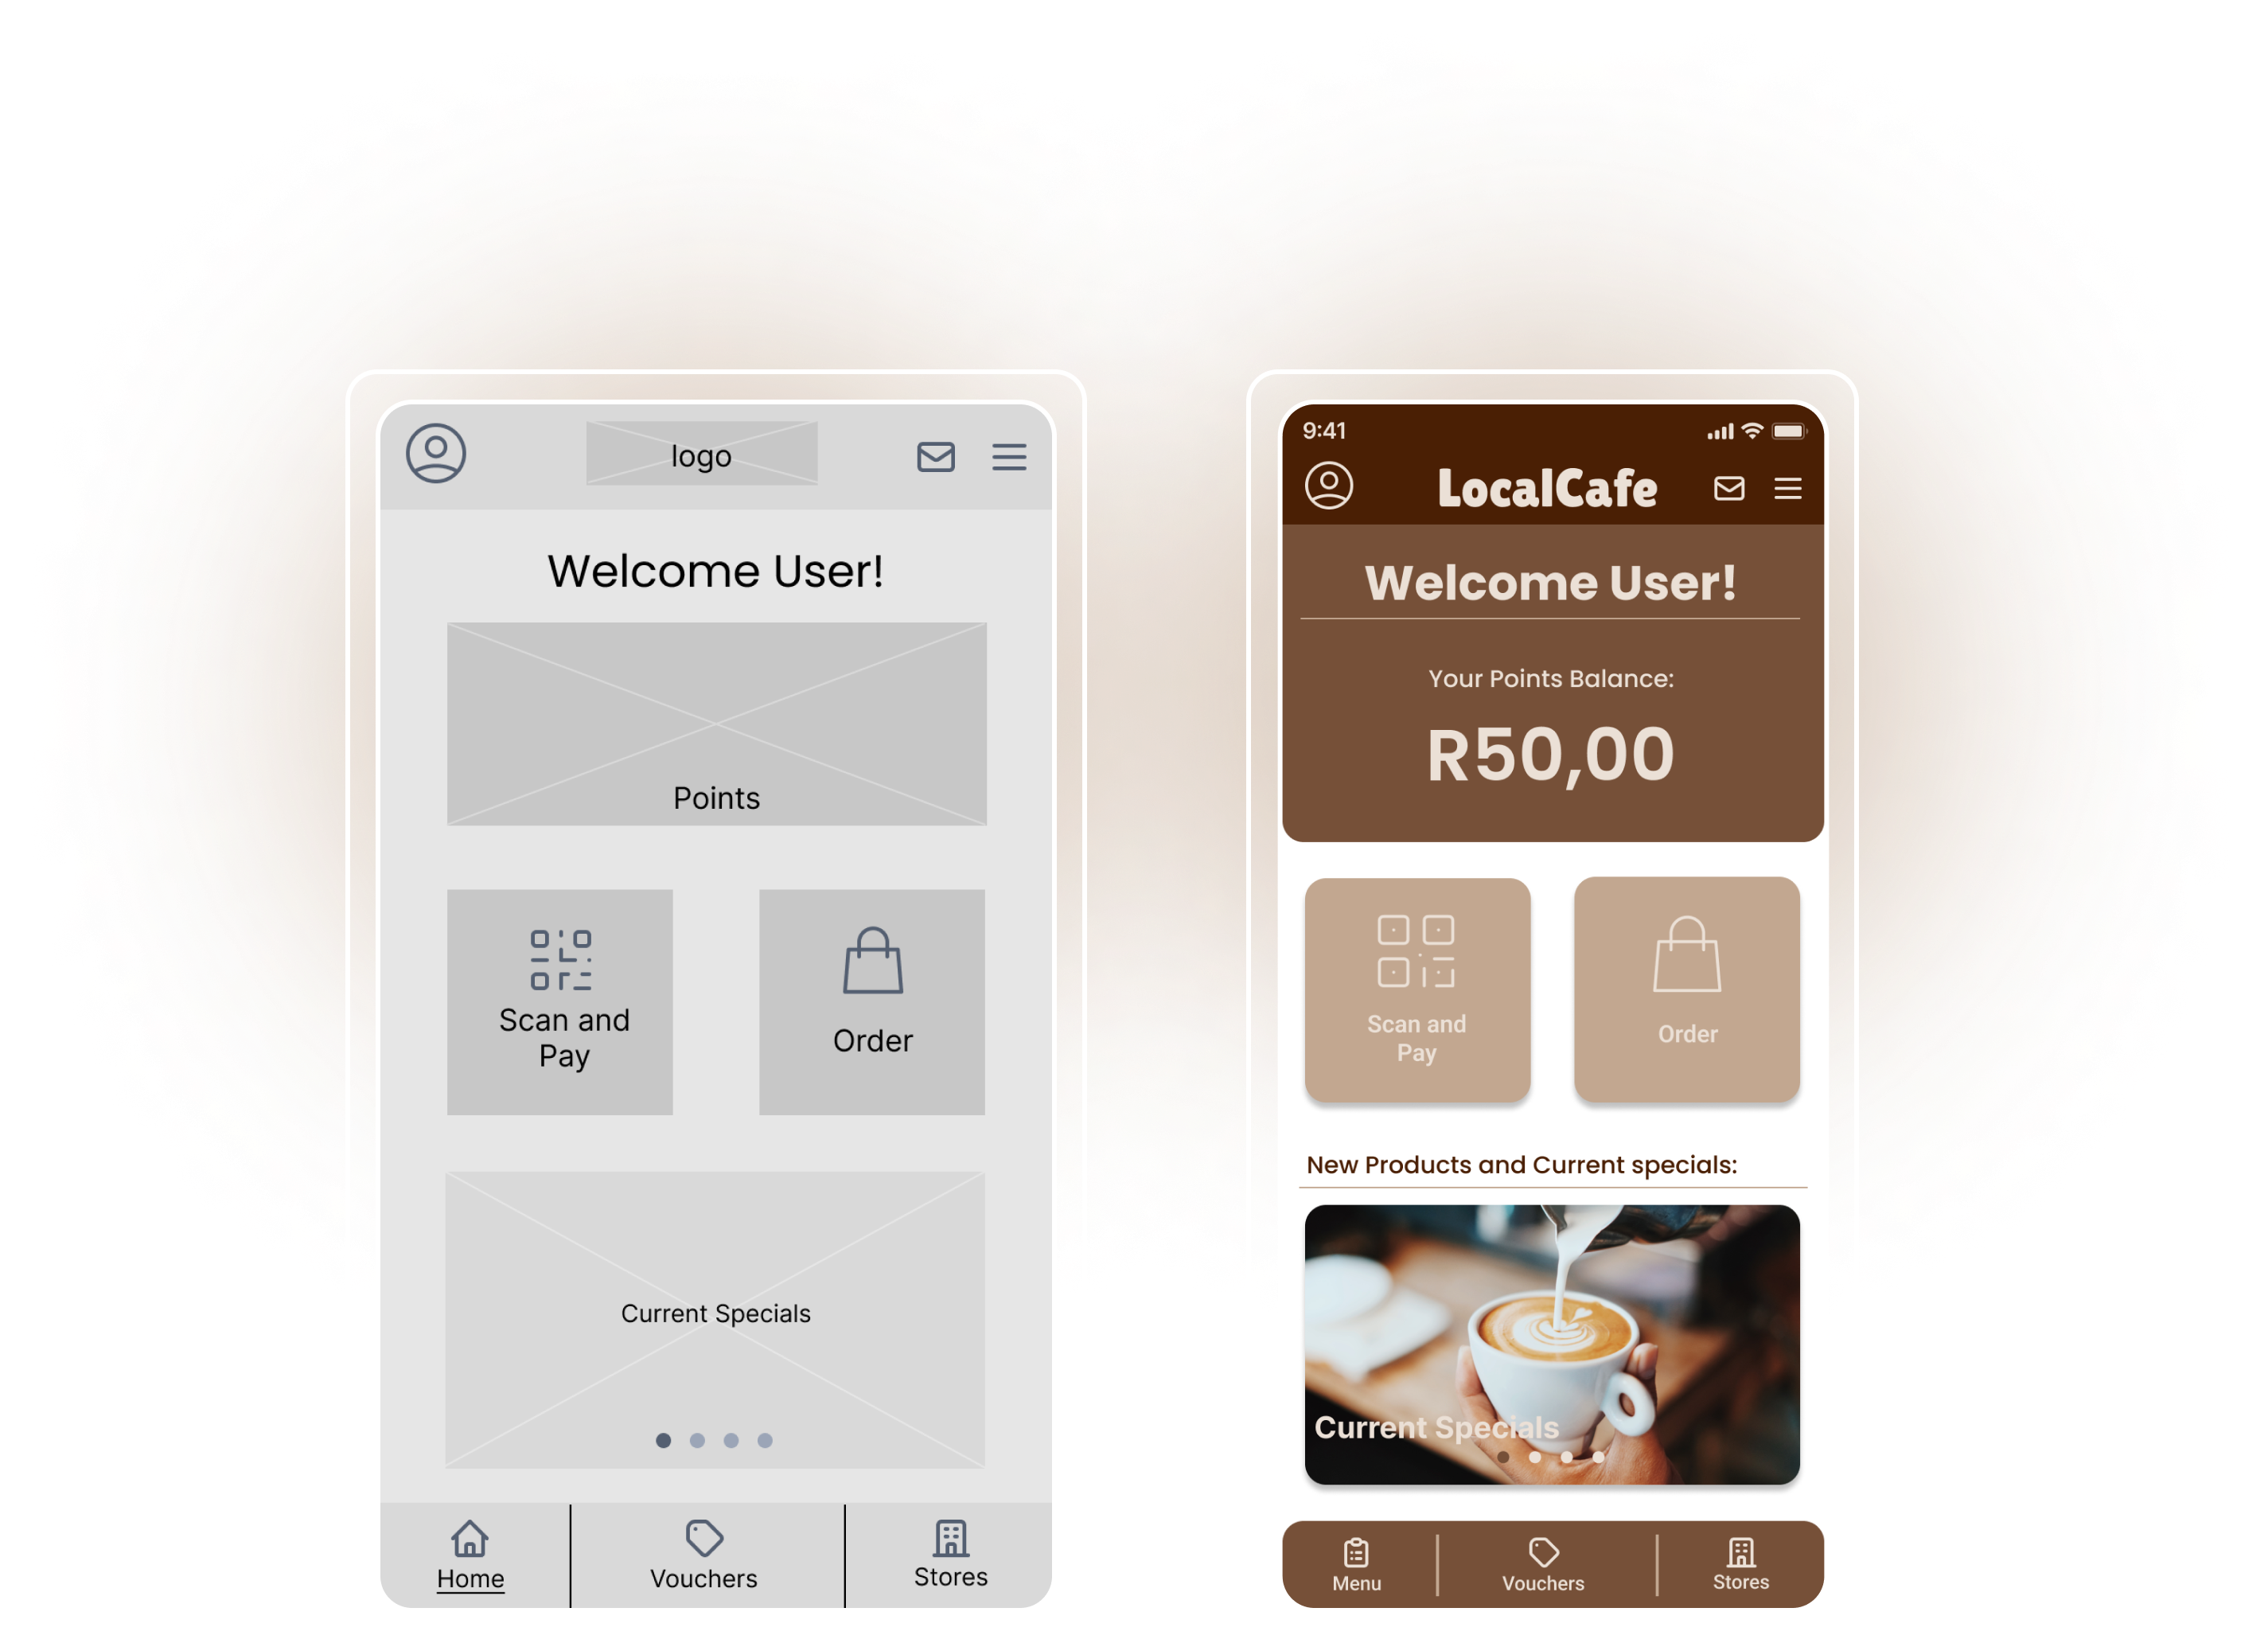 logo
Welcome User!
Points
Scan and
Pay
Order
Current Specials
Home
Vouchers
Stores
9:41
LocalCafe
Welcome User!
Your Points Balance:
R50,00
Scan and
Pay
Order
New Products and Current specials:
Current Specials
Menu
Vouchers
Stores